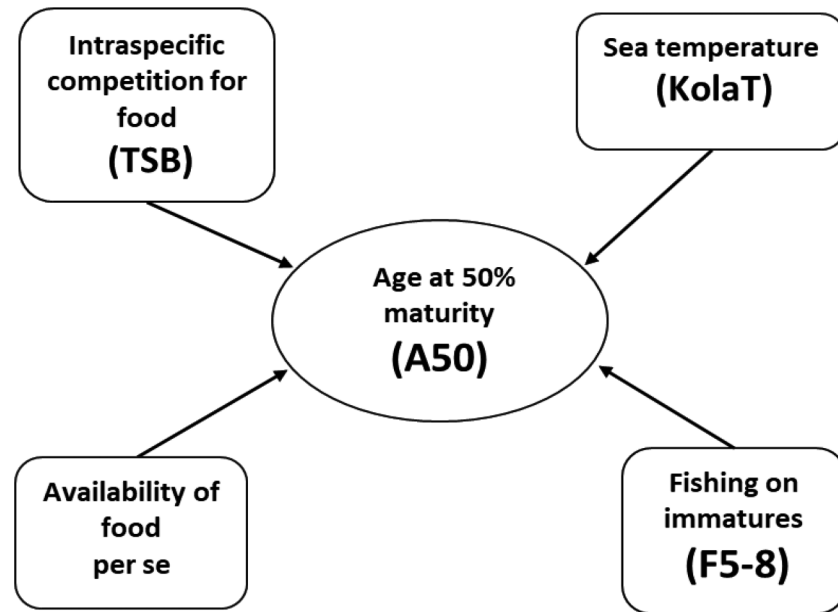 Intraspecific
competition for
food
(TSB)
Sea temperature
(KolaT)
Age at 50%
maturity
(A50)
Availability of
food
per se
Fishing on
immatures
(F5-8)